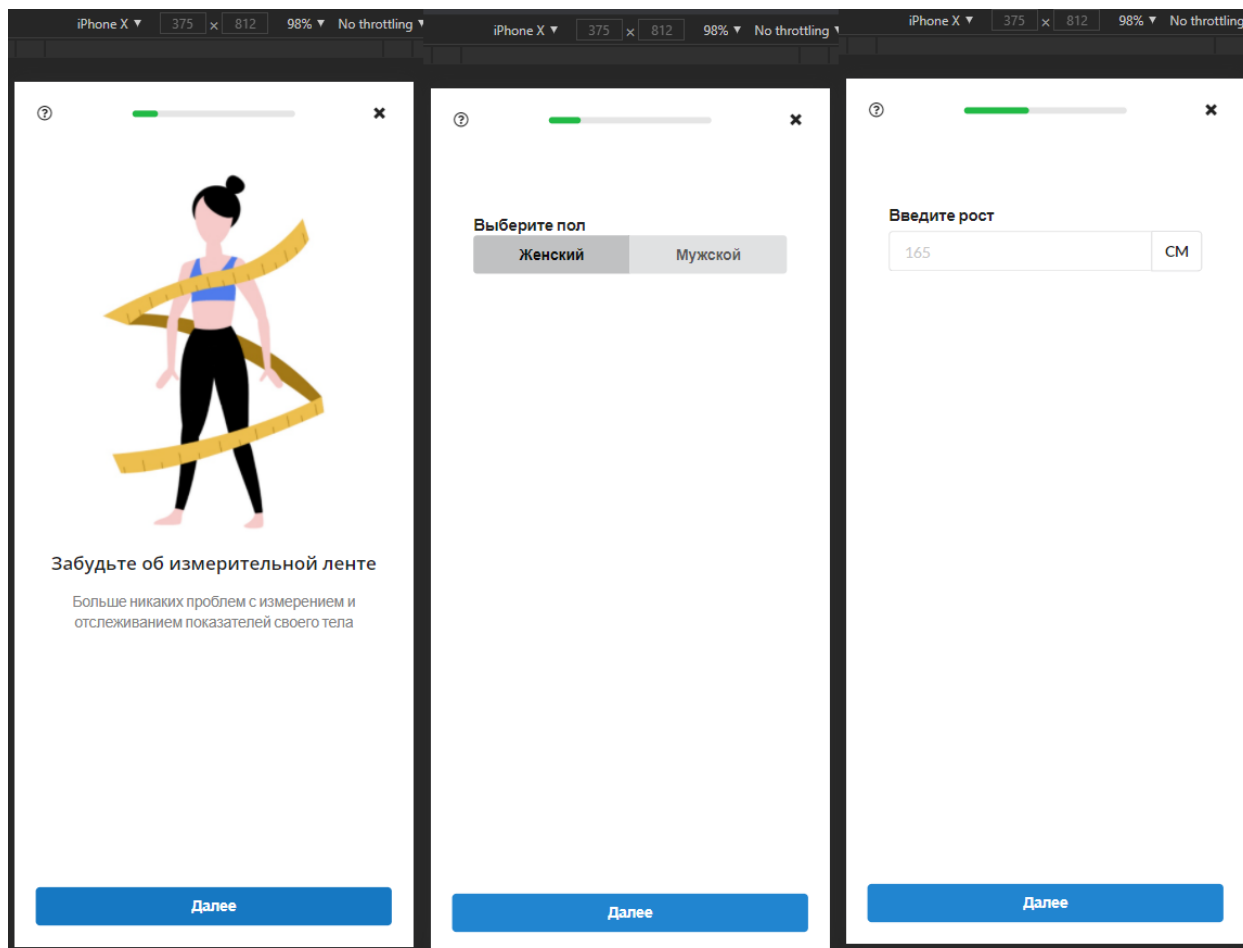 iPhone X ▼ 375 × 812 98% ▼ No throttling ▼
?
✖
Забудьте об измерительной ленте
Больше никаких проблем с измерением и
отслеживанием показателей своего тела
Далее
iPhone X ▼ 375 × 812 98% ▼ No throttling
?
✖
Выберите пол
Женский Мужской
Далее
iPhone X ▼ 375 × 812 98% ▼ No throttling
?
✖
Введите рост
165 СМ
Далее